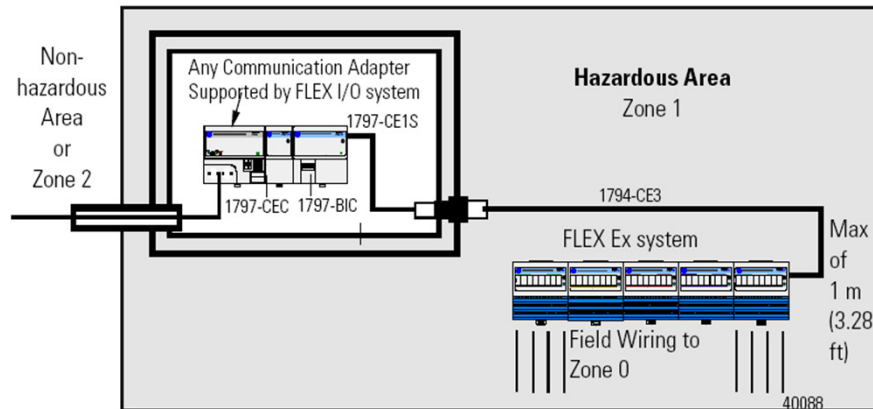 Non-
hazardous
Area
or
Zone 2
Any Communication Adapter
Supported by FLEX I/O system
1797-CE1S
1797-CEC
1797-BIC
Hazardous Area
Zone 1
1794-CE3
FLEX Ex system
Max
of
1 m
(3.28
ft)
Field Wiring to
Zone 0
40088